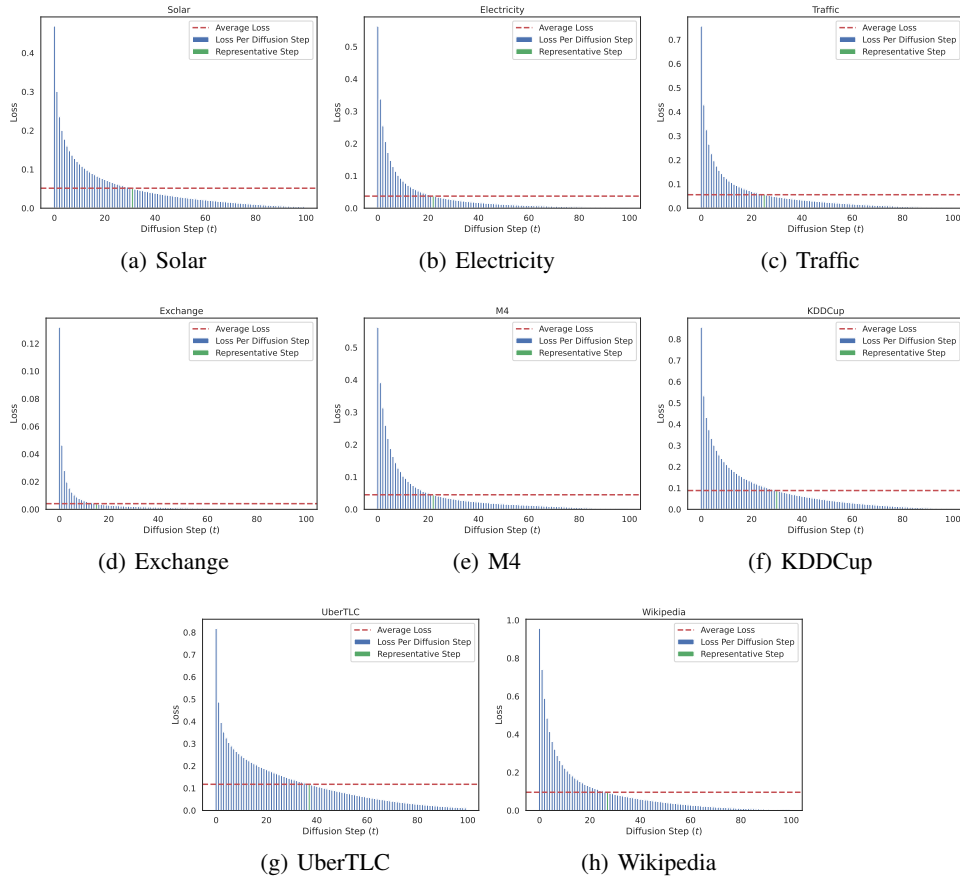 Solar
Average Loss
Loss Per Diffusion Step
Representative Step
Loss
0.4
0.3
0.2
0.1
0.0
0 20 40 60 80 100
Diffusion Step (t)
(a) Solar
Electricity
Average Loss
Loss Per Diffusion Step
Representative Step
Loss
0.5
0.4
0.3
0.2
0.1
0.0
0 20 40 60 80 100
Diffusion Step (t)
(b) Electricity
Traffic
Average Loss
Loss Per Diffusion Step
Representative Step
Loss
0.7
0.6
0.5
0.4
0.3
0.2
0.1
0.0
0 20 40 60 80 100
Diffusion Step (t)
(c) Traffic
Exchange
Average Loss
Loss Per Diffusion Step
Representative Step
Loss
0.12
0.10
0.08
0.06
0.04
0.02
0.00
0 20 40 60 80 100
Diffusion Step (t)
(d) Exchange
M4
Average Loss
Loss Per Diffusion Step
Representative Step
Loss
0.5
0.4
0.3
0.2
0.1
0.0
0 20 40 60 80 100
Diffusion Step (t)
(e) M4
KDDCup
Average Loss
Loss Per Diffusion Step
Representative Step
Loss
0.8
0.7
0.6
0.5
0.4
0.3
0.2
0.1
0.0
0 20 40 60 80 100
Diffusion Step (t)
(f) KDDCup
UberTLC
Average Loss
Loss Per Diffusion Step
Representative Step
Loss
0.8
0.7
0.6
0.5
0.4
0.3
0.2
0.1
0.0
0 20 40 60 80 100
Diffusion Step (t)
(g) UberTLC
Wikipedia
Average Loss
Loss Per Diffusion Step
Representative Step
Loss
1.0
0.8
0.6
0.4
0.2
0.0
0 20 40 60 80 100
Diffusion Step (t)
(h) Wikipedia